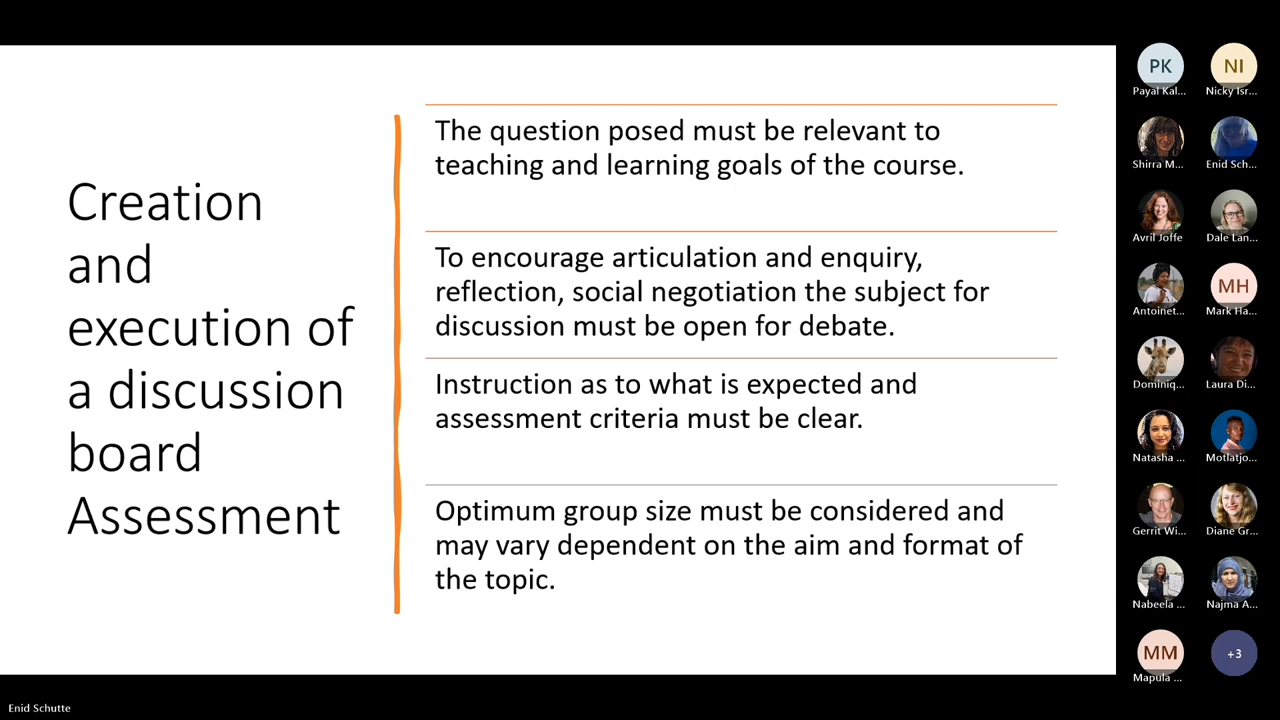 Creation
and
execution of
a discussion
board
Assessment
The question posed must be relevant to
teaching and learning goals of the course.
To encourage articulation and enquiry,
reflection, social negotiation the subject for
discussion must be open for debate.
Instruction as to what is expected and
assessment criteria must be clear.
Optimum group size must be considered and
may vary dependent on the aim and format of
the topic.
PK
NI
Payal Kal...
Nicky Isr...
Shirra M...
Enid Sch...
Avril Joffe
Dale Lan...
MH
Antoinet...
Mark Ha...
Dominiq...
Laura Di...
Natasha ...
Motlatjo...
Gerrit Wi...
Diane Gr...
Nabeela ...
Najma A...
MM
+3
Mapula ...
Enid Schutte